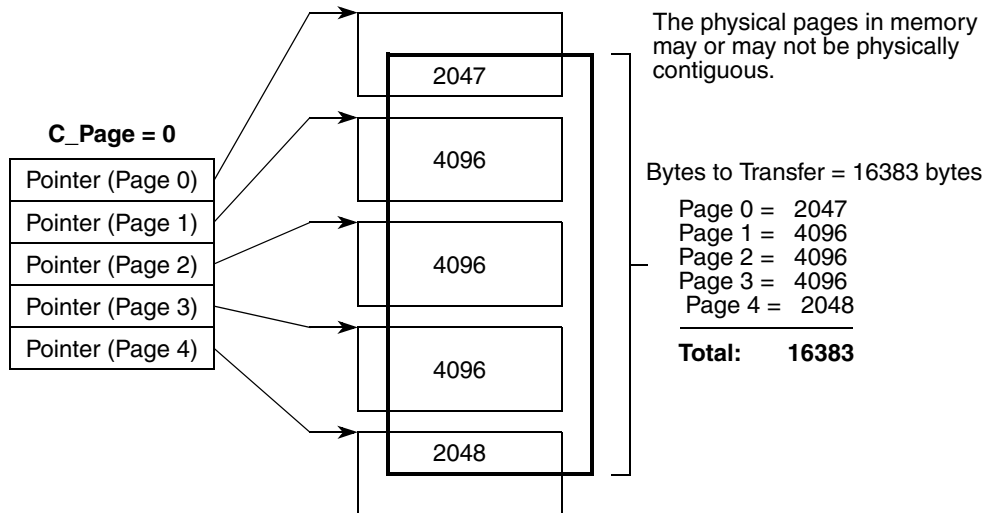 C_Page = 0
Pointer (Page 0)
Pointer (Page 1)
Pointer (Page 2)
Pointer (Page 3)
Pointer (Page 4)
2047
4096
4096
4096
2048
The physical pages in memory
may or may not be physically
contiguous.
Bytes to Transfer = 16383 bytes
Page 0 = 2047
Page 1 = 4096
Page 2 = 4096
Page 3 = 4096
Page 4 = 2048
Total: 16383